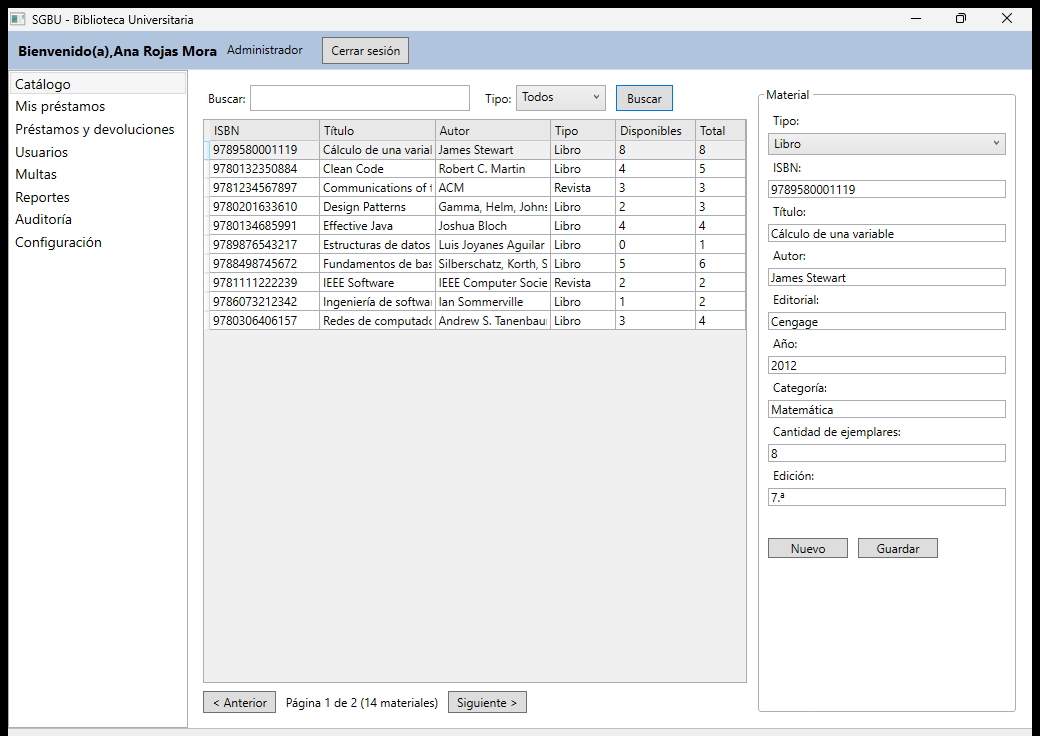 SGBU - Biblioteca Universitaria
Bienvenido(a),Ana Rojas Mora Administrador Cerrar sesión
Catálogo
Mis préstamos
Préstamos y devoluciones
Usuarios
Multas
Reportes
Auditoría
Configuración
Buscar: Tipo: Todos Buscar
ISBN Título Autor Tipo Disponibles Total
9789580001119 Cálculo de una varial James Stewart Libro 8 8
9780132350884 Clean Code Robert C. Martin Libro 4 5
9781234567897 Communications of t ACM Revista 3 3
9780201633610 Design Patterns Gamma, Helm, Johns Libro 2 3
9780134685991 Effective Java Joshua Bloch Libro 4 4
9789876543217 Estructuras de datos Luis Joyanes Aguilar Libro 0 1
9788498745672 Fundamentos de bas Silberschatz, Korth, S Libro 5 6
9781111222239 IEEE Software IEEE Computer Socie Revista 2 2
9786073212342 Ingeniería de softwa Ian Sommerville Libro 1 2
9780306406157 Redes de computado Andrew S. Tanenbau Libro 3 4
< Anterior Página 1 de 2 (14 materiales) Siguiente >
Material
Tipo:
Libro
ISBN:
9789580001119
Título:
Cálculo de una variable
Autor:
James Stewart
Editorial:
Cengage
Año:
2012
Categoría:
Matemática
Cantidad de ejemplares:
8
Edición:
7.ª
Nuevo Guardar